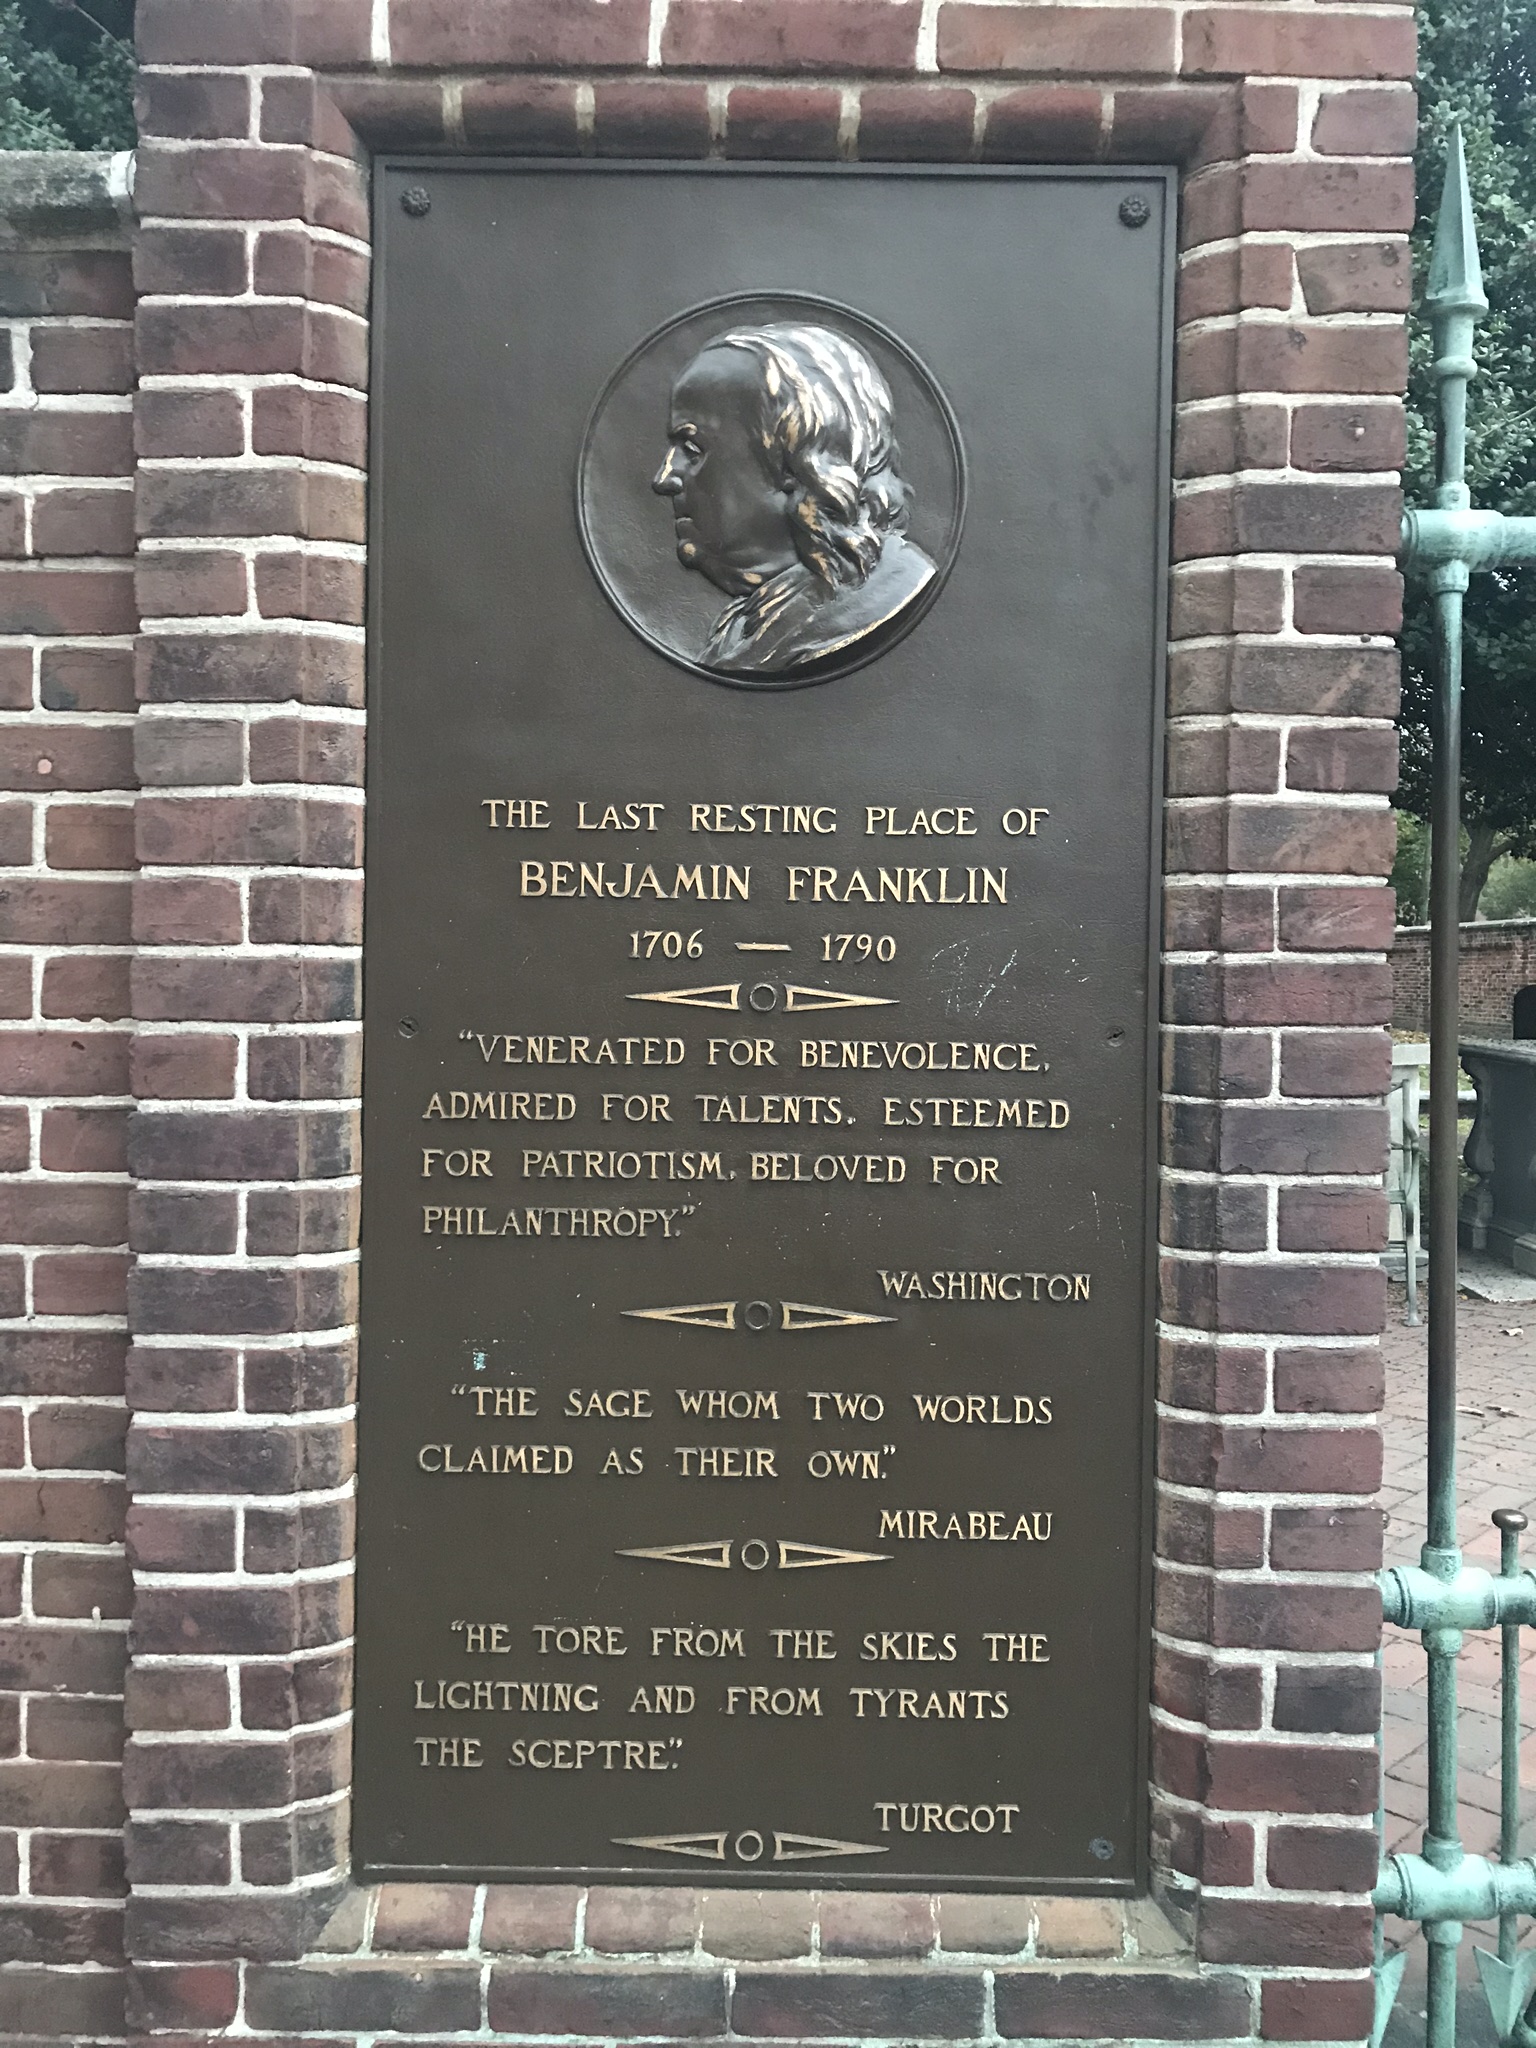 THE LAST RESTING PLACE OF
BENJAMIN FRANKLIN
1706 — 1790
“VENERATED FOR BENEVOLENCE,
ADMIRED FOR TALENTS, ESTEEMED
FOR PATRIOTISM, BELOVED FOR
PHILANTHROPY.”
WASHINGTON
“THE SAGE WHOM TWO WORLDS
CLAIMED AS THEIR OWN.”
MIRABEAU
“HE TORE FROM THE SKIES THE
LIGHTNING AND FROM TYRANTS
THE SCEPTRE.”
TURGOT